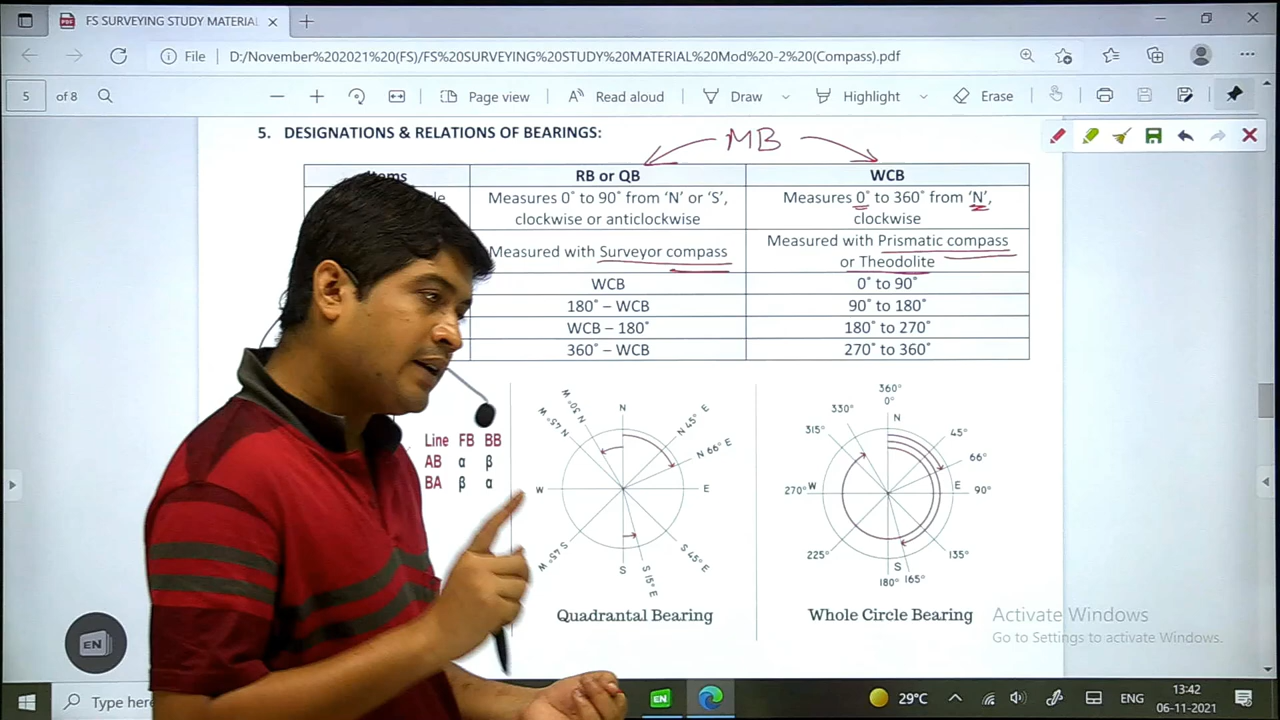 FS SURVEYING STUDY MATERIAL
File D:/November%202021%20(FS)/FS%20SURVEYING%20STUDY%20MATERIAL%20Mod%20-2%20(Compass).pdf
5 of 8 Page view Read aloud Draw Highlight Erase
5. DESIGNATIONS & RELATIONS OF BEARINGS:
MB
RB or QB WCB
Measures 0˚ to 90˚ from ‘N’ or ‘S’, clockwise or anticlockwise
Measures 0˚ to 360˚ from ‘N’, clockwise
Measured with Surveyor compass
Measured with Prismatic compass or Theodolite
WCB 0˚ to 90˚
180˚ – WCB 90˚ to 180˚
WCB – 180˚ 180˚ to 270˚
360˚ – WCB 270˚ to 360˚
Line FB BB
AB α β
BA β α
N
N 30° W
N 45° W
N 45° E
N 66° E
W
E
S 45° W
S 45° E
S
S 15° E
Quadrantal Bearing
360°
0°
N
330°
315°
45°
66°
270° W
E 90°
225°
135°
S
180° 165°
Whole Circle Bearing
Activate Windows
Go to Settings to activate Windows.
EN
Type here
EN
29°C ENG
13:42
06-11-2021